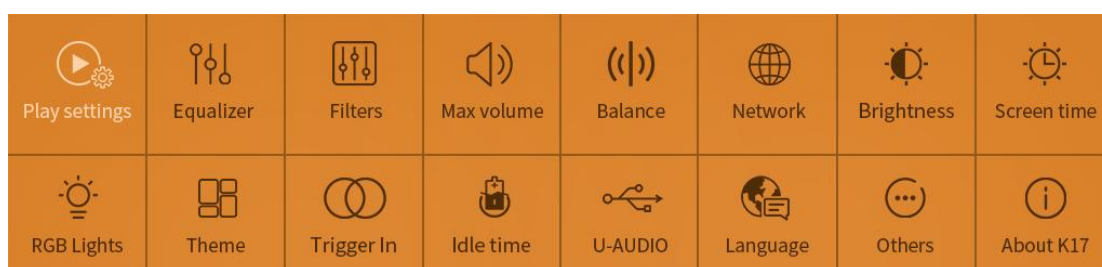 Play settings Equalizer Filters Max volume Balance Network Brightness Screen time
RGB Lights Theme Trigger In Idle time U-AUDIO Language Others About K17